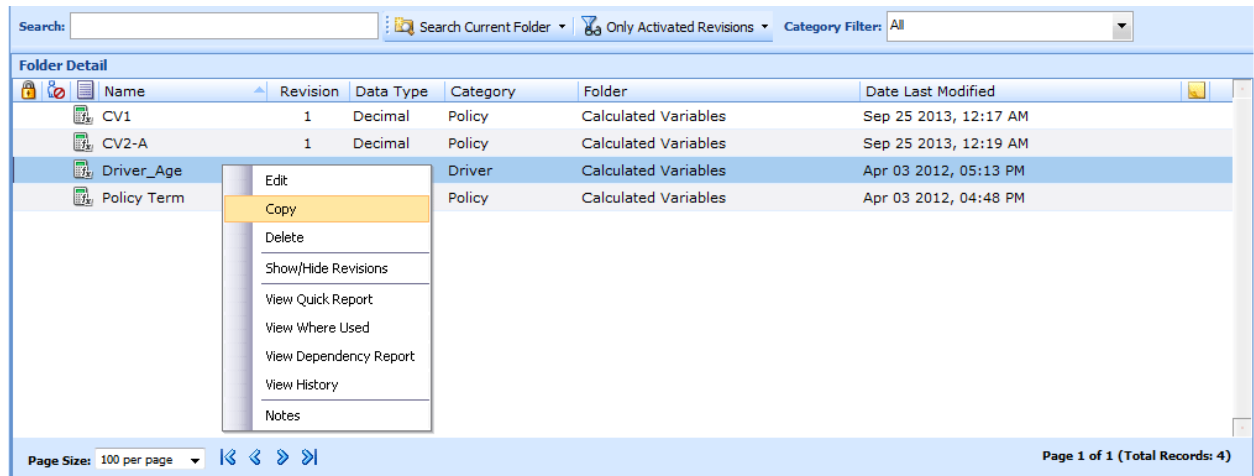 Search: Search Current Folder Only Activated Revisions Category Filter: All
Folder Detail
Name Revision Data Type Category Folder Date Last Modified
CV1 1 Decimal Policy Calculated Variables Sep 25 2013, 12:17 AM
CV2-A 1 Decimal Policy Calculated Variables Sep 25 2013, 12:19 AM
Driver_Age Driver Calculated Variables Apr 03 2012, 05:13 PM
Policy Term Policy Calculated Variables Apr 03 2012, 04:48 PM
Edit
Copy
Delete
Show/Hide Revisions
View Quick Report
View Where Used
View Dependency Report
View History
Notes
Page Size: 100 per page Page 1 of 1 (Total Records: 4)